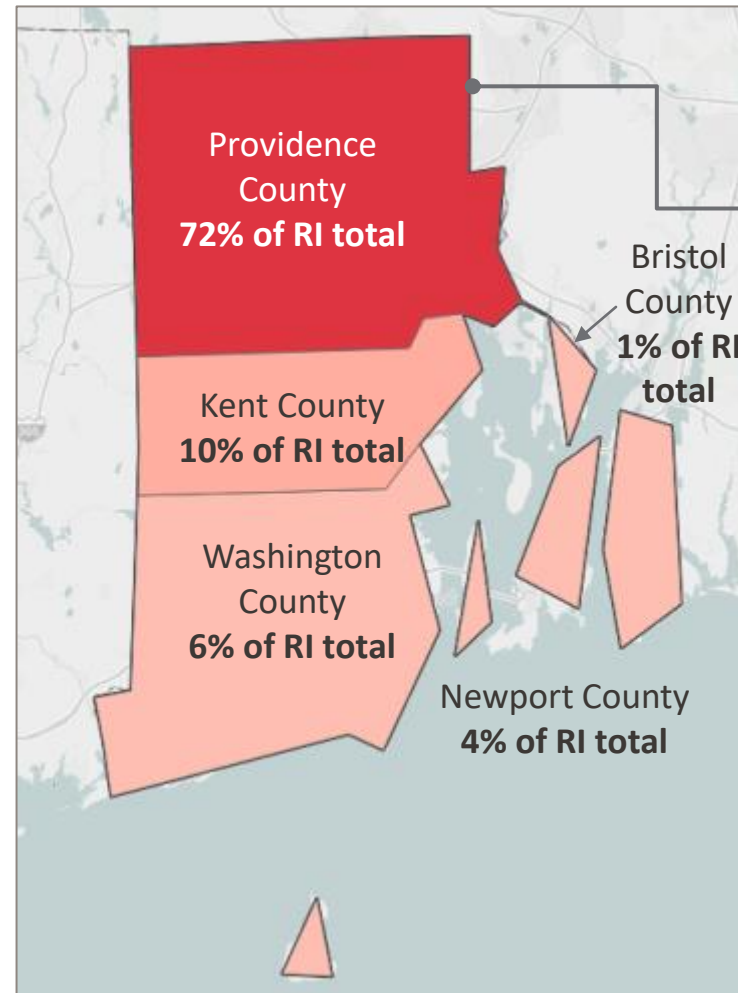 Providence
County
72% of RI total
Bristol
County
1% of RI
total
Kent County
10% of RI total
Washington
County
6% of RI total
Newport County
4% of RI total